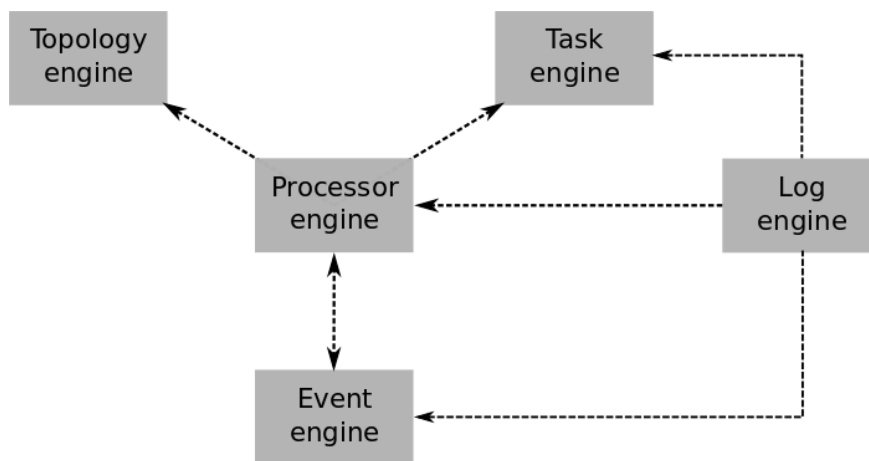 Topology
engine
Task
engine
Processor
engine
Log
engine
Event
engine